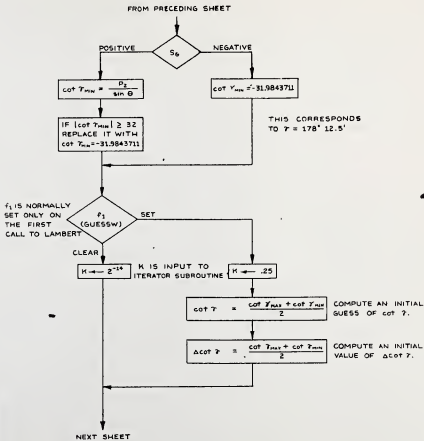 FROM PRECEDING SHEET
POSITIVE
S6
NEGATIVE
cot γMIN = P2 / sin θ
cot γMIN = -31.9843711
IF |cot γMIN| ≥ 32
REPLACE IT WITH
cot γMIN = -31.9843711
THIS CORRESPONDS
TO γ = 178° 12.5'
f1 IS NORMALLY
SET ONLY ON
THE FIRST
CALL TO LAMBERT
f1
(GUESSW)
SET
CLEAR
K ← 2^-14
K IS INPUT TO
ITERATOR SUBROUTINE
K ← .25
cot γ = cot γMAX + cot γMIN / 2
COMPUTE AN INITIAL
GUESS OF cot γ.
Δcot γ = cot γMAX + cot γMIN / 2
COMPUTE AN INITIAL
VALUE OF Δcot γ.
NEXT SHEET